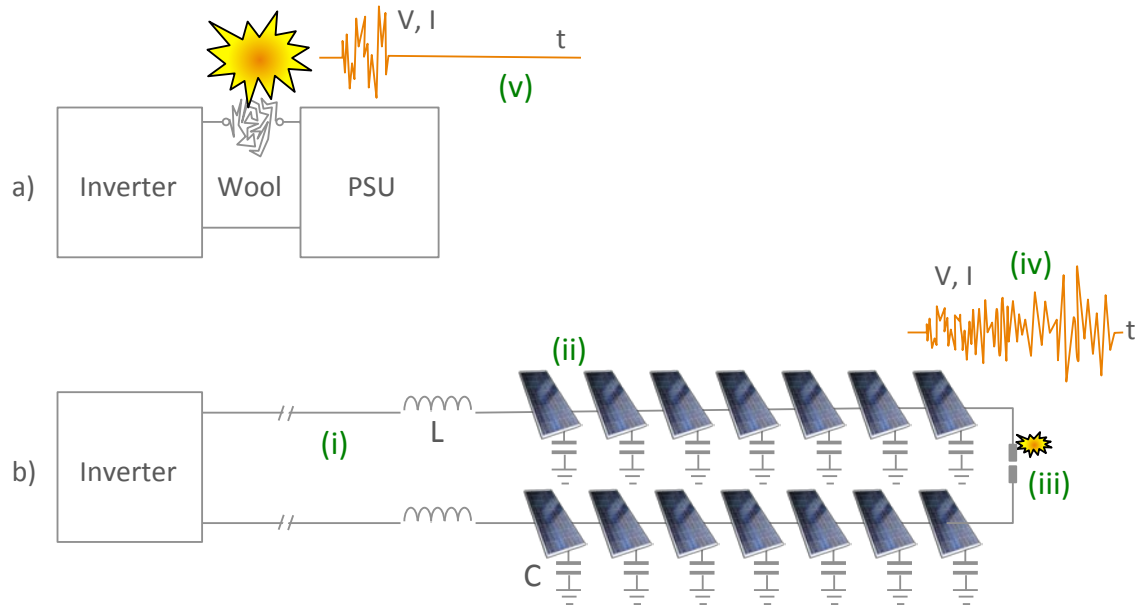 V, I
t
(v)
a)
Inverter
Wool
PSU
(iv)
V, I
t
(ii)
(i)
L
b)
Inverter
(iii)
C